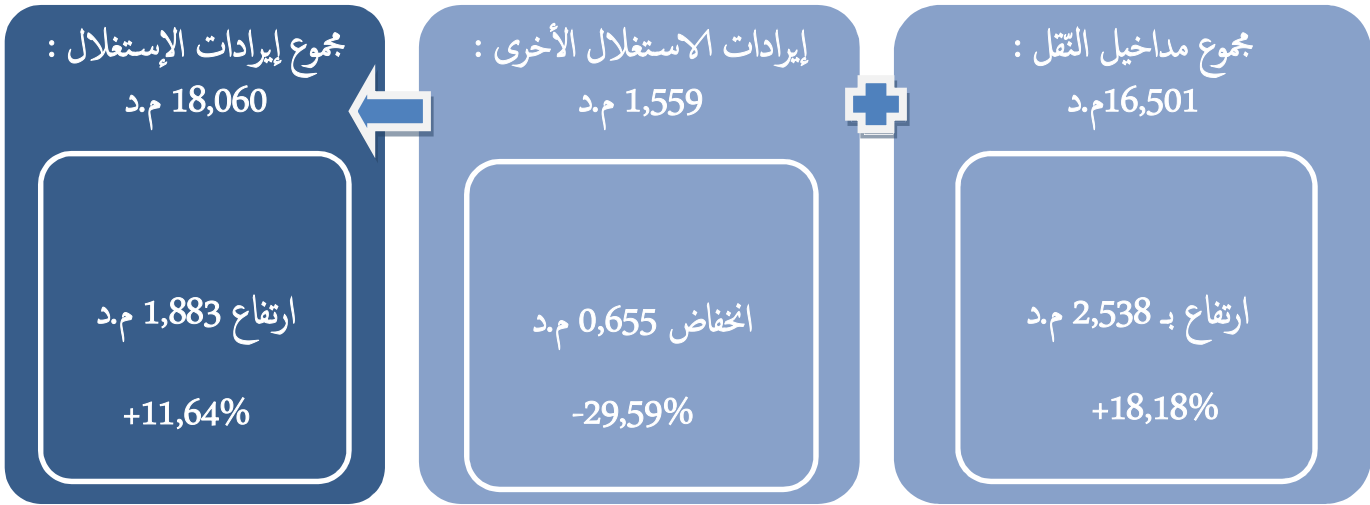 مجموع مداخيل النّقل :
16,501م.د
ارتفاع بـ 2,538 م.د
+18,18%
إيرادات الاستغلال الأخرى :
1,559 م.د
انخفاض 0,655 م.د
-29,59%
مجموع إيرادات الإستغلال :
18,060 م.د
ارتفاع 1,883 م.د
+11,64%